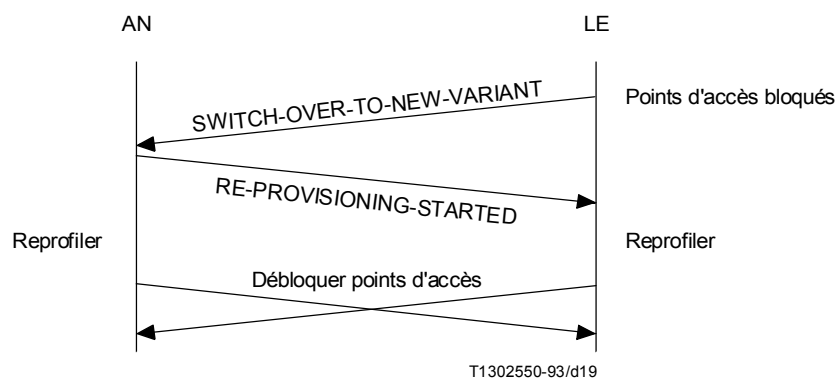 AN
LE
SWITCH-OVER-TO-NEW-VARIANT
Points d'accès bloqués
RE-PROVISIONING-STARTED
Reprofiler
Reprofiler
Débloquer points d'accès
T1302550-93/d19